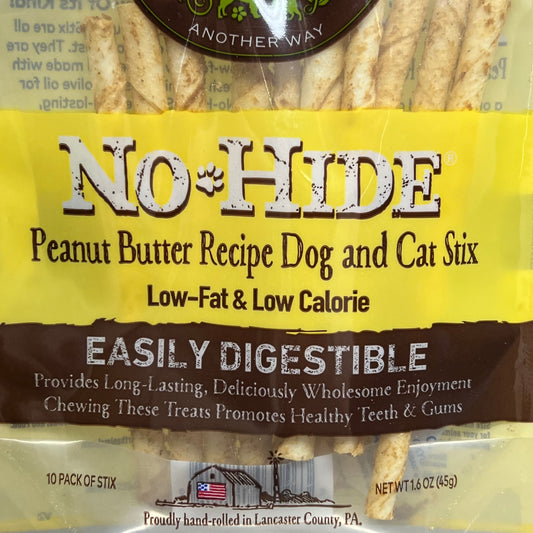 ANOTHER WAY
NO HIDE®
Peanut Butter Recipe Dog and Cat Stix
Low-Fat & Low Calorie
EASILY DIGESTIBLE
Provides Long-Lasting, Deliciously Wholesome Enjoyment
Chewing These Treats Promotes Healthy Teeth & Gums
10 PACK OF STIX
NET WT 1.6 OZ (45g)
Proudly hand-rolled in Lancaster County, PA.